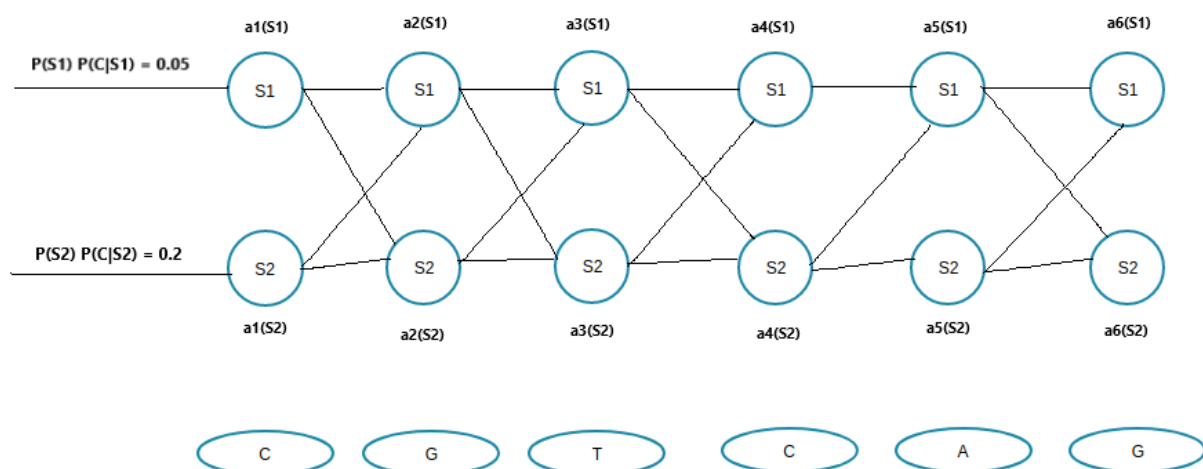 a1(S1) a2(S1) a3(S1) a4(S1) a5(S1) a6(S1)
P(S1) P(C|S1) = 0.05
S1 S1 S1 S1 S1 S1
P(S2) P(C|S2) = 0.2
S2 S2 S2 S2 S2 S2
a1(S2) a2(S2) a3(S2) a4(S2) a5(S2) a6(S2)
C G T C A G